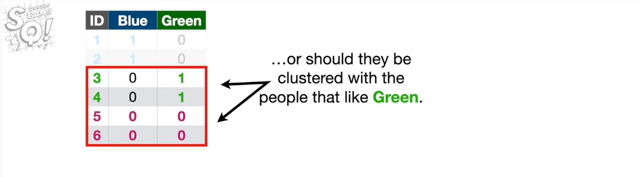 SQ!
ID Blue Green
1 1 0
2 1 0
3 0 1
4 0 1
5 0 0
6 0 0
…or should they be
clustered with the
people that like Green.